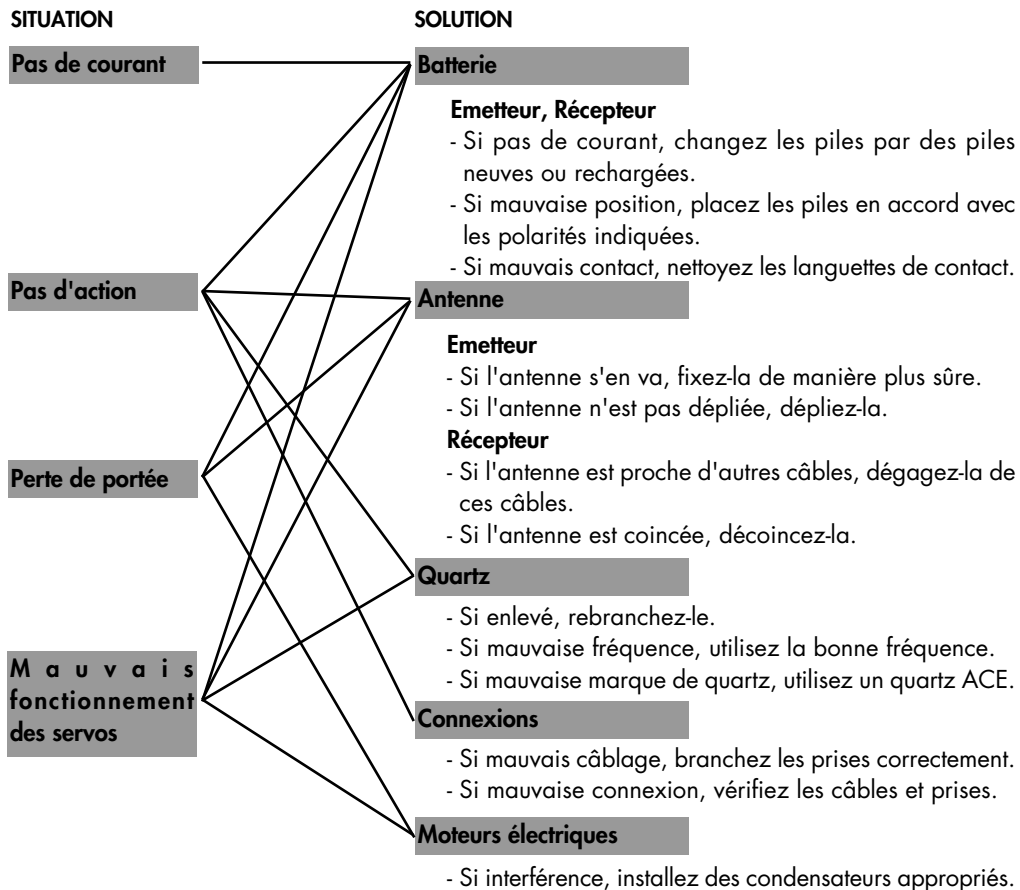 SITUATION
SOLUTION
Pas de courant
Batterie
Emetteur, Récepteur
- Si pas de courant, changez les piles par des piles
neuves ou rechargées.
- Si mauvaise position, placez les piles en accord avec
les polarités indiquées.
- Si mauvais contact, nettoyez les languettes de contact.
Pas d'action
Antenne
Emetteur
- Si l'antenne s'en va, fixez-la de manière plus sûre.
- Si l'antenne n'est pas dépliée, dépliez-la.
Récepteur
- Si l'antenne est proche d'autres câbles, dégagez-la de
ces câbles.
- Si l'antenne est coincée, décoincez-la.
Perte de portée
Quartz
- Si enlevé, rebranchez-le.
- Si mauvaise fréquence, utilisez la bonne fréquence.
- Si mauvaise marque de quartz, utilisez un quartz ACE.
Mauvais
fonctionnement
des servos
Connexions
- Si mauvais câblage, branchez les prises correctement.
- Si mauvaise connexion, vérifiez les câbles et prises.
Moteurs électriques
- Si interférence, installez des condensateurs appropriés.